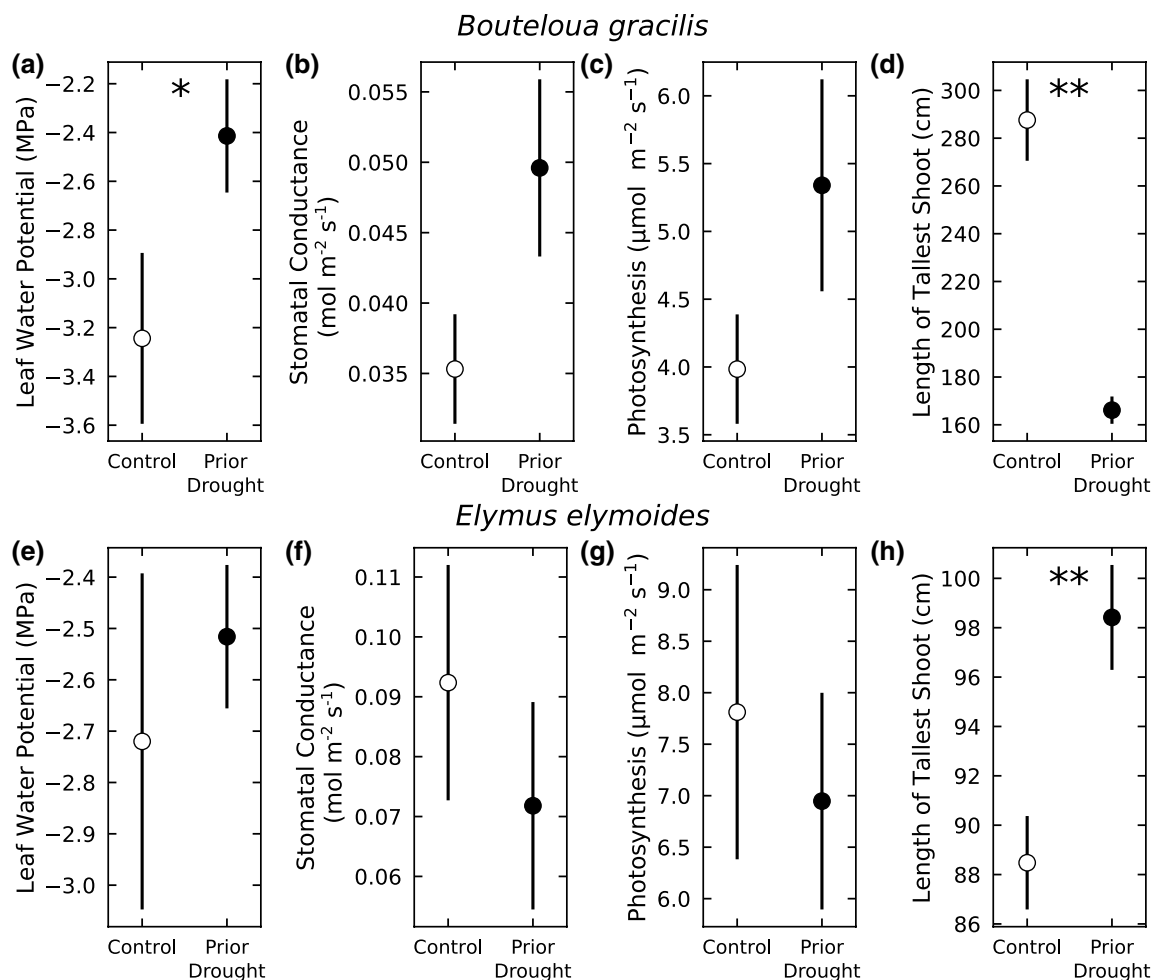 Bouteloua gracilis
(a)
Leaf Water Potential (MPa)
−2.2
−2.4
−2.6
−2.8
−3.0
−3.2
−3.4
−3.6
*
Control
Prior
Drought
(b)
Stomatal Conductance
(mol m⁻² s⁻¹)
0.055
0.050
0.045
0.040
0.035
Control
Prior
Drought
(c)
Photosynthesis (μmol m⁻² s⁻¹)
6.0
5.5
5.0
4.5
4.0
3.5
Control
Prior
Drought
(d)
Length of Tallest Shoot (cm)
300
280
260
240
220
200
180
160
**
Control
Prior
Drought
Elymus elymoides
(e)
Leaf Water Potential (MPa)
−2.4
−2.5
−2.6
−2.7
−2.8
−2.9
−3.0
Control
Prior
Drought
(f)
Stomatal Conductance
(mol m⁻² s⁻¹)
0.11
0.10
0.09
0.08
0.07
0.06
Control
Prior
Drought
(g)
Photosynthesis (μmol m⁻² s⁻¹)
9.0
8.5
8.0
7.5
7.0
6.5
6.0
Control
Prior
Drought
(h)
Length of Tallest Shoot (cm)
100
98
96
94
92
90
88
86
**
Control
Prior
Drought